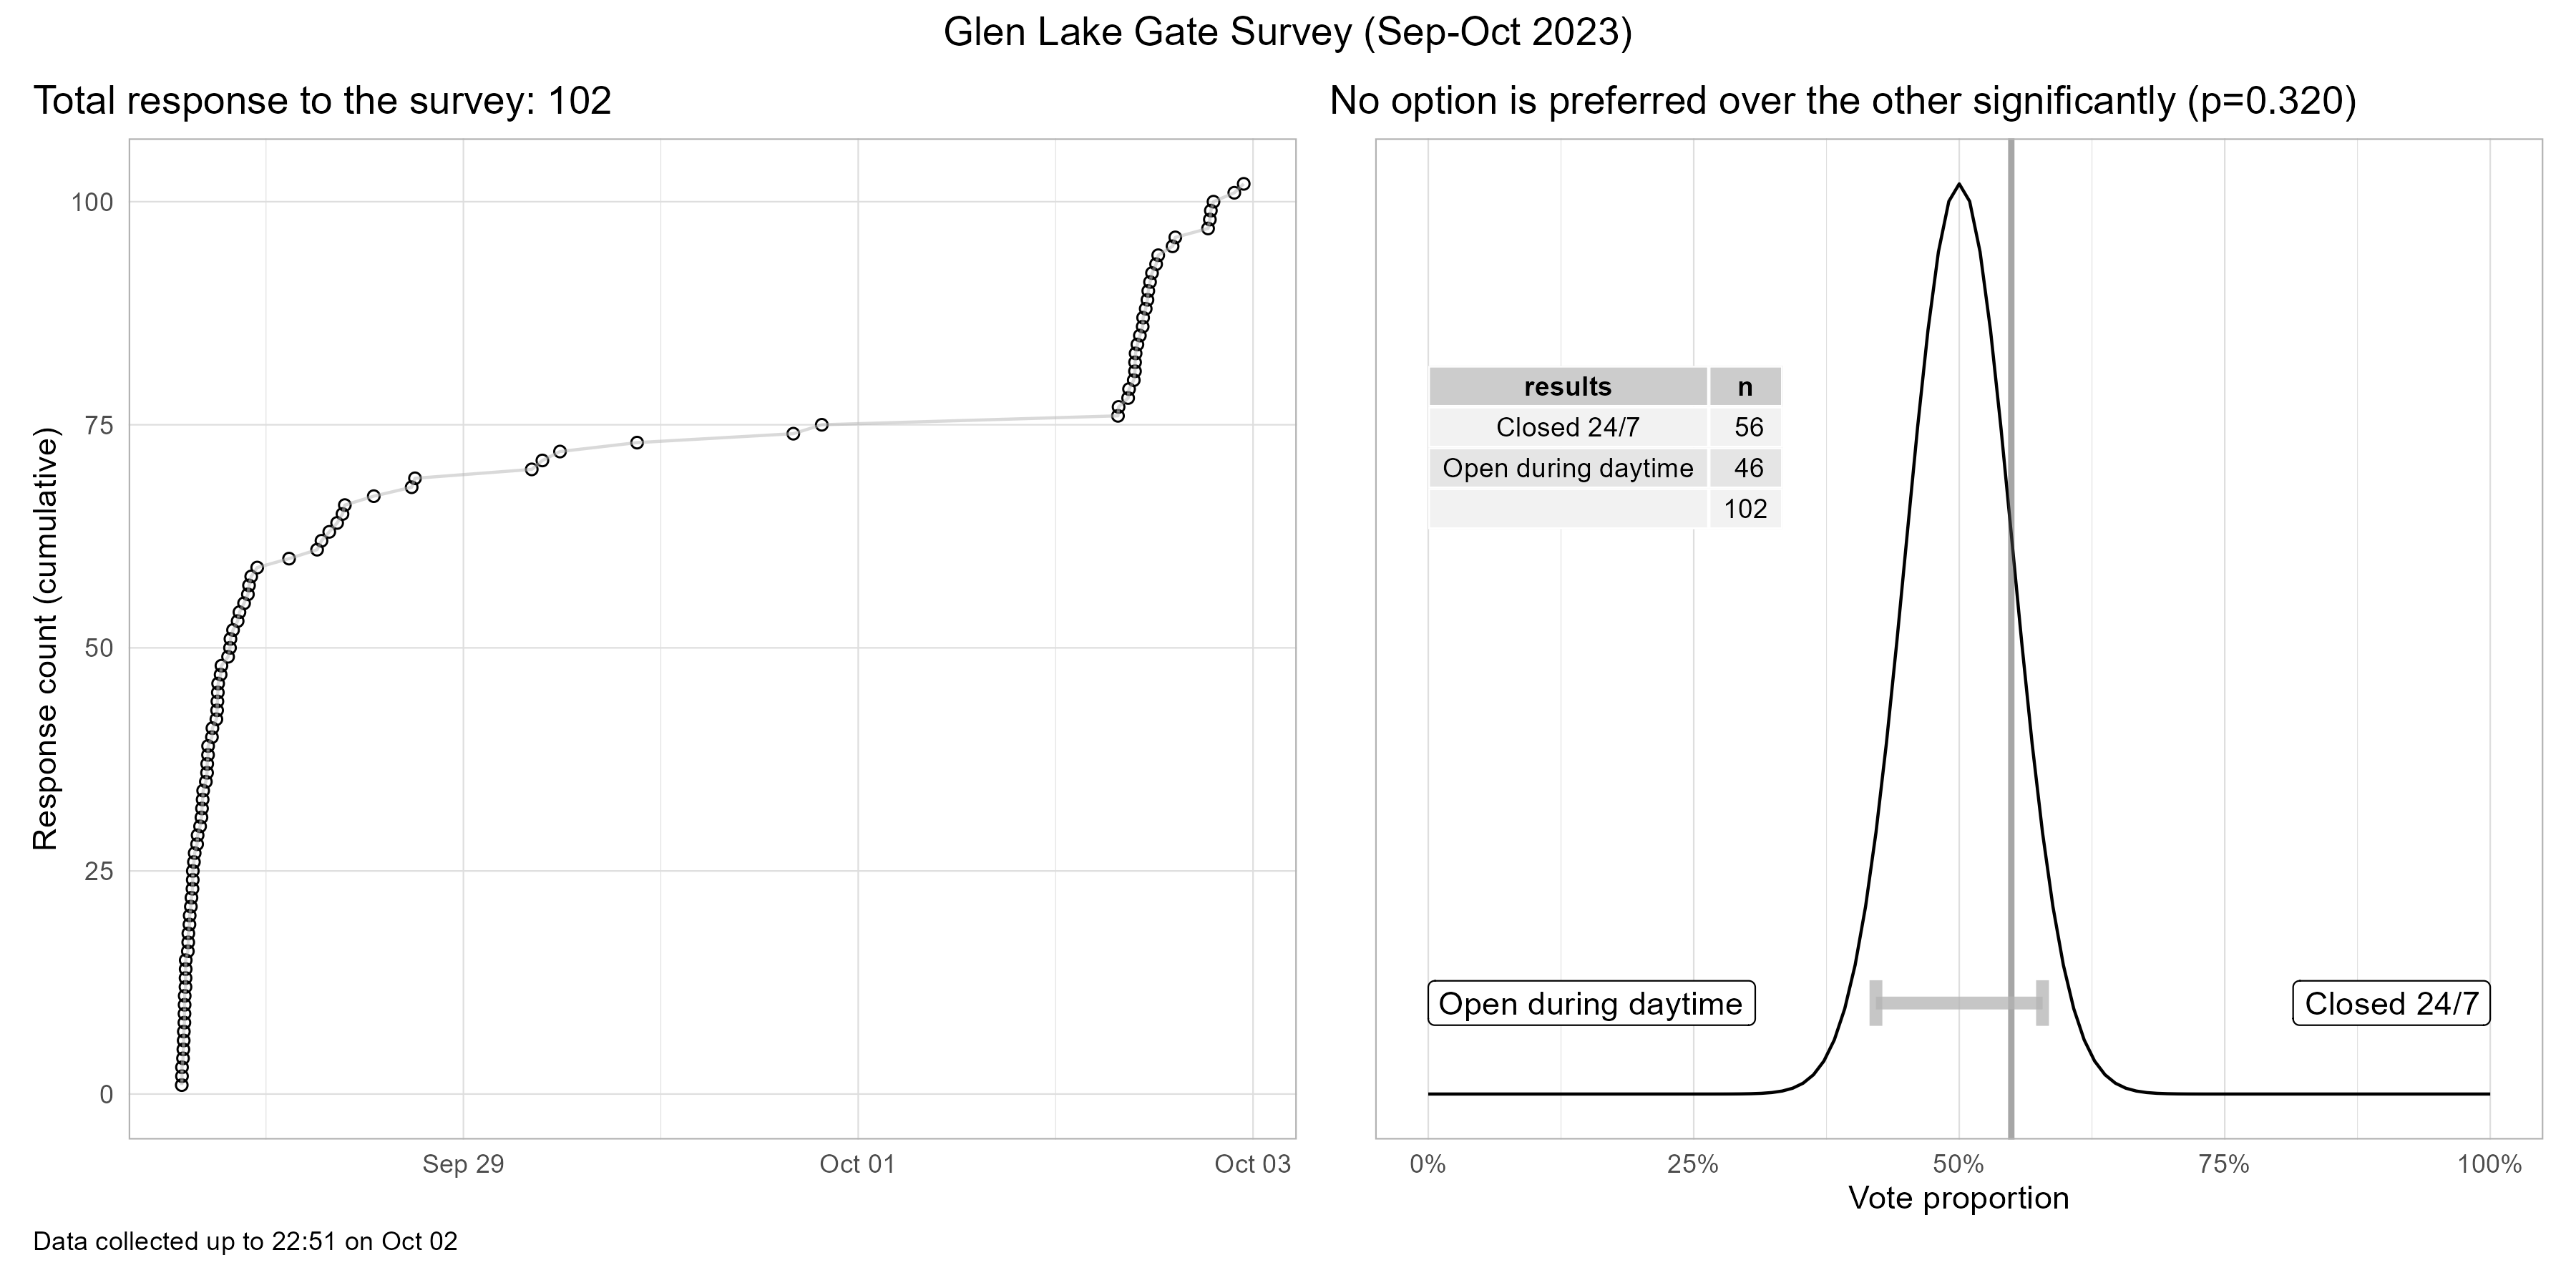 Glen Lake Gate Survey (Sep-Oct 2023)
Total response to the survey: 102
Response count (cumulative)
100
75
50
25
0
Sep 29
Oct 01
Oct 03
Data collected up to 22:51 on Oct 02
No option is preferred over the other significantly (p=0.320)
results n
Closed 24/7 56
Open during daytime 46
102
Open during daytime
Closed 24/7
0%
25%
50%
75%
100%
Vote proportion